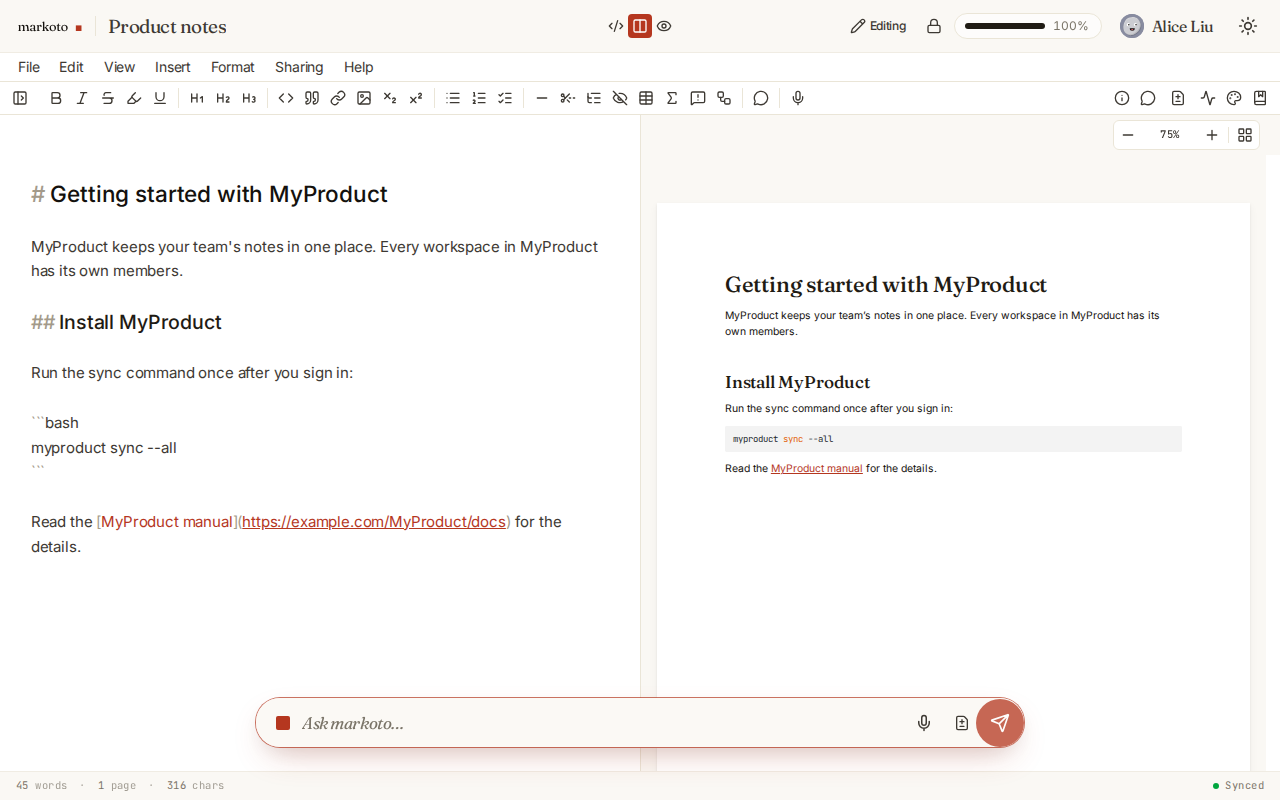 markoto
Product notes
Editing
100%
Alice Liu
File Edit View Insert Format Sharing Help
H1 H2 H3
75%
# Getting started with MyProduct
MyProduct keeps your team's notes in one place. Every workspace in MyProduct
has its own members.
## Install MyProduct
Run the sync command once after you sign in:
```bash
myproduct sync --all
```
Read the [MyProduct manual](https://example.com/MyProduct/docs) for the
details.
Getting started with MyProduct
MyProduct keeps your team's notes in one place. Every workspace in MyProduct has its
own members.
Install MyProduct
Run the sync command once after you sign in:
myproduct sync --all
Read the MyProduct manual for the details.
Ask markoto...
45 words · 1 page · 316 chars
Synced